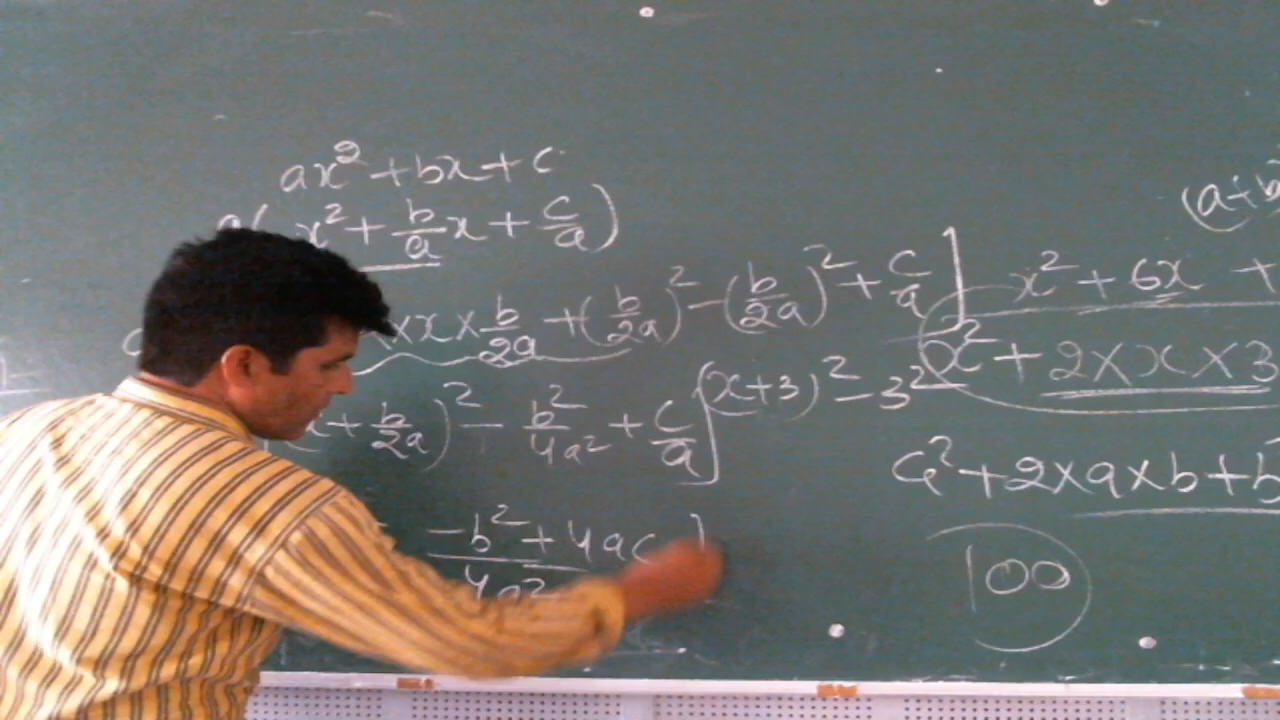 ax² + bx + c
a( x² + b/a x + c/a )
× x × b/2a + (b/2a)² - (b/2a)² + c/a ]
+ b/2a )² - b²/4a² + c/a ]
-b² + 4ac / 4a² ]
(a+b
x² + 6x +
x² + 2×x×3
(x+3)² - 3²
a² + 2×a×b + b
100